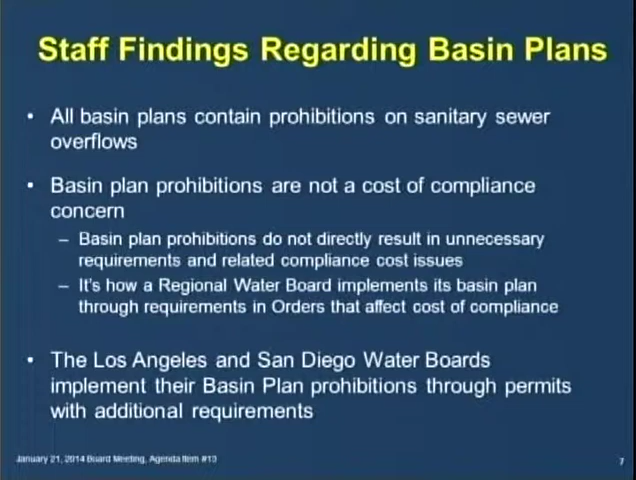 Staff Findings Regarding Basin Plans
• All basin plans contain prohibitions on sanitary sewer
overflows
• Basin plan prohibitions are not a cost of compliance
concern
– Basin plan prohibitions do not directly result in unnecessary
requirements and related compliance cost issues
– It's how a Regional Water Board implements its basin plan
through requirements in Orders that affect cost of compliance
• The Los Angeles and San Diego Water Boards
implement their Basin Plan prohibitions through permits
with additional requirements
January 21, 2014 Board Meeting, Agenda Item #13
7